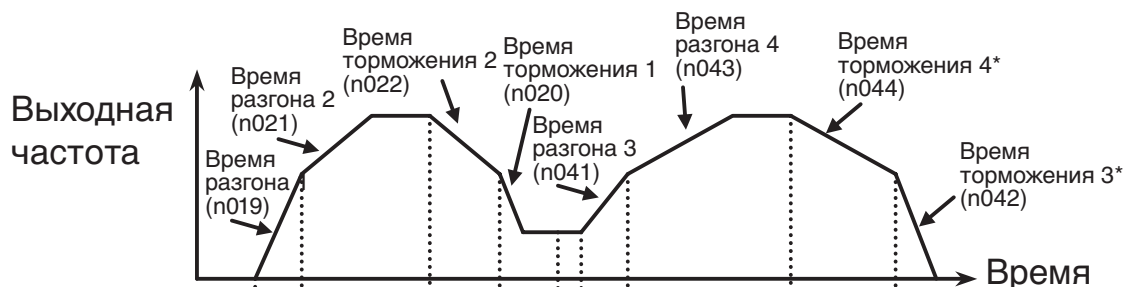 Выходная
частота
Время
разгона
(n019)
Время
разгона 2
(n021)
Время
торможения 2
(n022)
Время
торможения 1
(n020)
Время
разгона 3
(n041)
Время
разгона 4
(n043)
Время
торможения 4*
(n044)
Время
торможения 3*
(n042)
Время